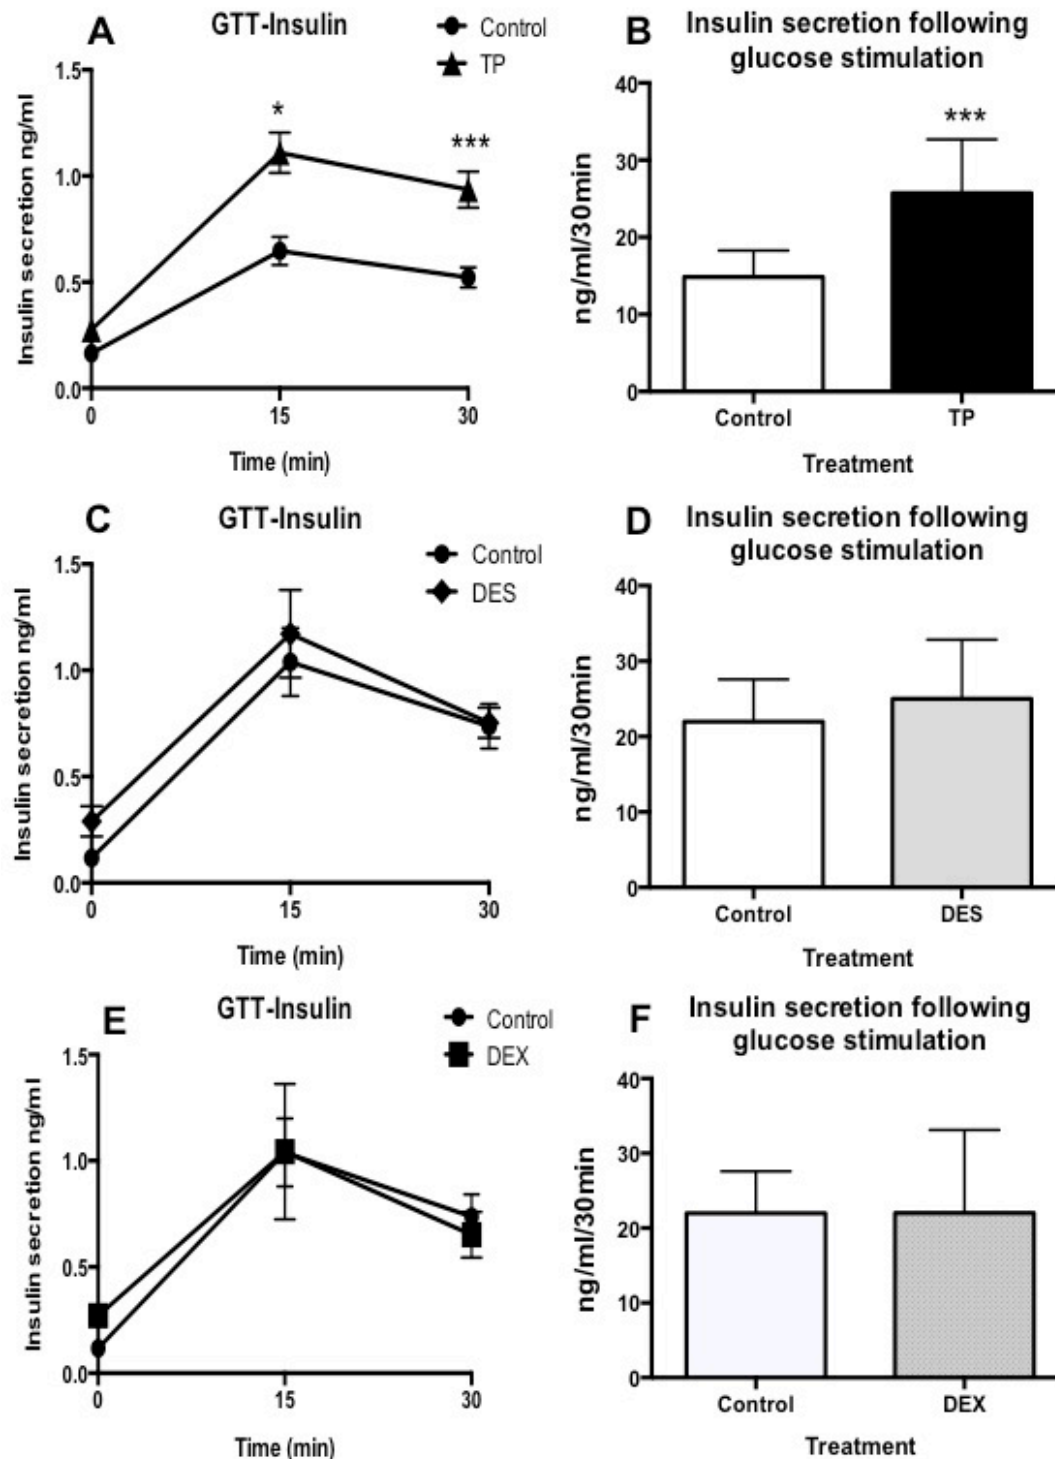 A
GTT-Insulin
Control
TP
Insulin secretion ng/ml
1.5
1.0
0.5
0.0
*
***
0
15
30
Time (min)
B
Insulin secretion following
glucose stimulation
ng/ml/30min
40
30
20
10
0
***
Control
TP
Treatment
C
GTT-Insulin
Control
DES
Insulin secretion ng/ml
1.5
1.0
0.5
0.0
0
15
30
Time (min)
D
Insulin secretion following
glucose stimulation
ng/ml/30min
40
30
20
10
0
Control
DES
Treatment
E
GTT-Insulin
Control
DEX
Insulin secretion ng/ml
1.5
1.0
0.5
0.0
0
15
30
Time (min)
F
Insulin secretion following
glucose stimulation
ng/ml/30min
40
30
20
10
0
Control
DEX
Treatment